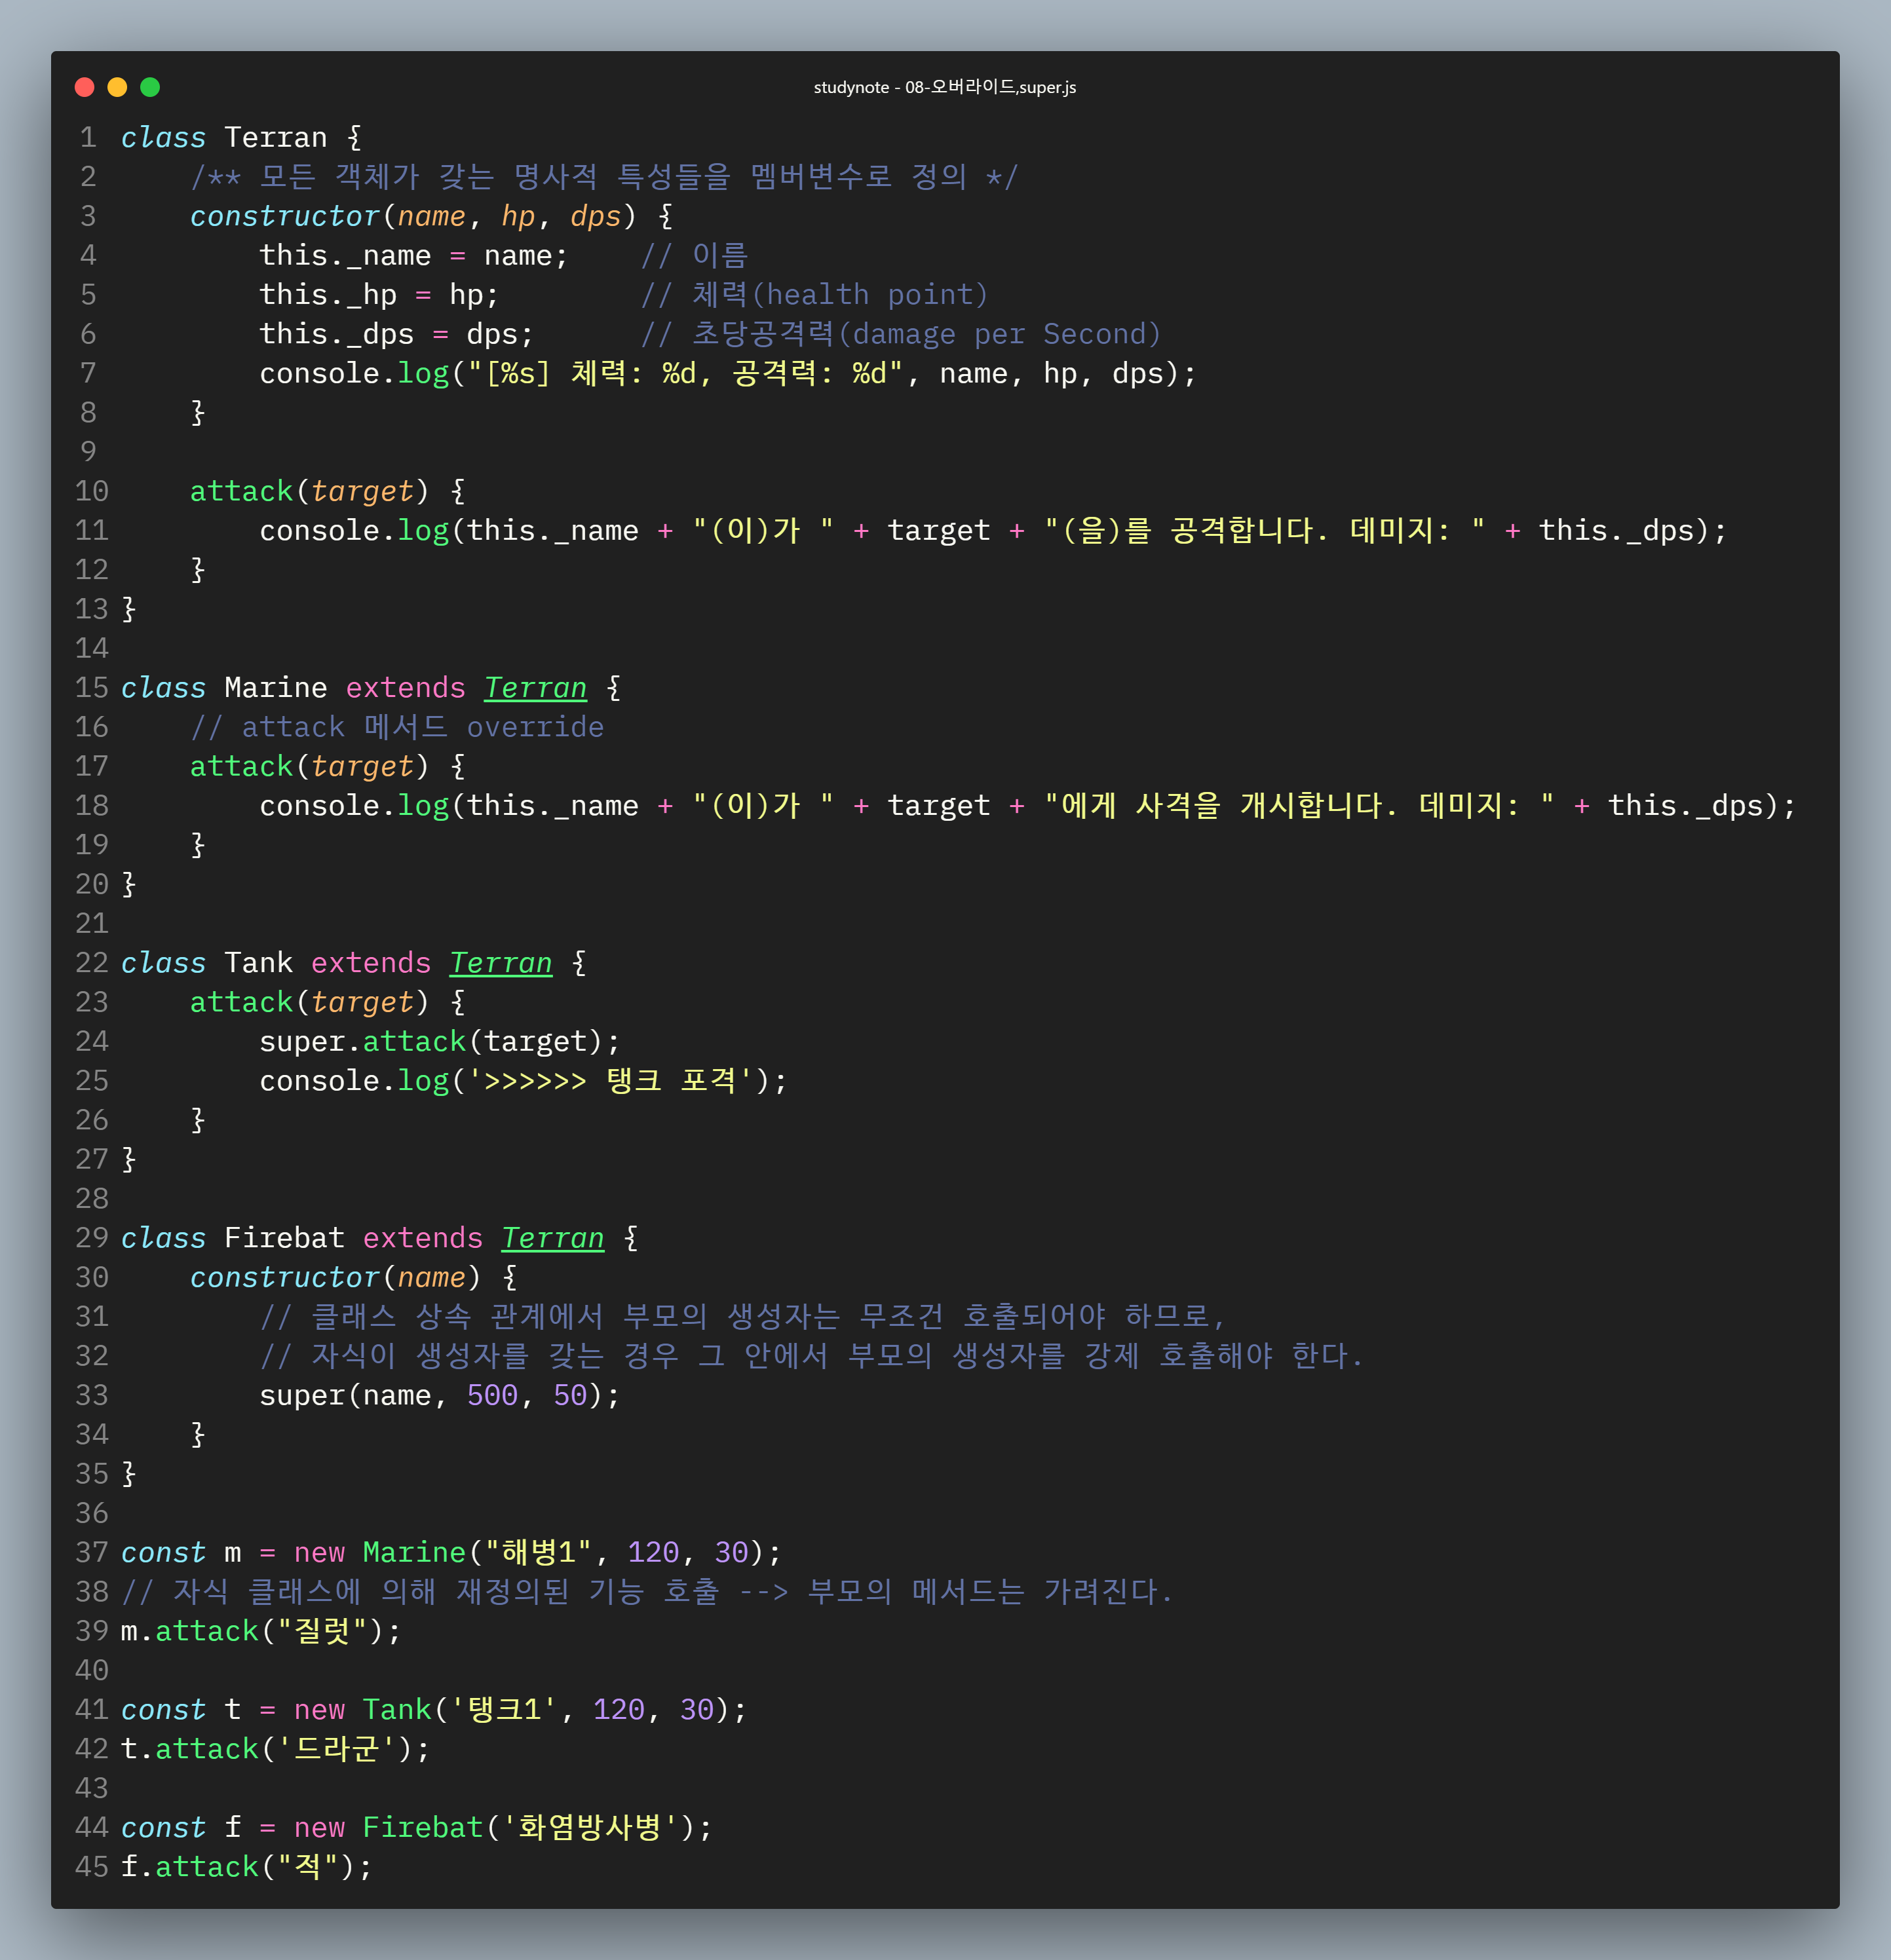 studynote - 08-오버라이드,super.js
1 class Terran {
2     /** 모든 객체가 갖는 명사적 특성들을 멤버변수로 정의 */
3     constructor(name, hp, dps) {
4         this._name = name;    // 이름
5         this._hp = hp;        // 체력(health point)
6         this._dps = dps;      // 초당공격력(damage per Second)
7         console.log("[%s] 체력: %d, 공격력: %d", name, hp, dps);
8     }
9
10     attack(target) {
11         console.log(this._name + "(이)가 " + target + "(을)를 공격합니다. 데미지: " + this._dps);
12     }
13 }
14
15 class Marine extends Terran {
16     // attack 메서드 override
17     attack(target) {
18         console.log(this._name + "(이)가 " + target + "에게 사격을 개시합니다. 데미지: " + this._dps);
19     }
20 }
21
22 class Tank extends Terran {
23     attack(target) {
24         super.attack(target);
25         console.log('>>>>>> 탱크 포격');
26     }
27 }
28
29 class Firebat extends Terran {
30     constructor(name) {
31         // 클래스 상속 관계에서 부모의 생성자는 무조건 호출되어야 하므로,
32         // 자식이 생성자를 갖는 경우 그 안에서 부모의 생성자를 강제 호출해야 한다.
33         super(name, 500, 50);
34     }
35 }
36
37 const m = new Marine("해병1", 120, 30);
38 // 자식 클래스에 의해 재정의된 기능 호출 --> 부모의 메서드는 가려진다.
39 m.attack("질럿");
40
41 const t = new Tank('탱크1', 120, 30);
42 t.attack('드라군');
43
44 const f = new Firebat('화염방사병');
45 f.attack("적");